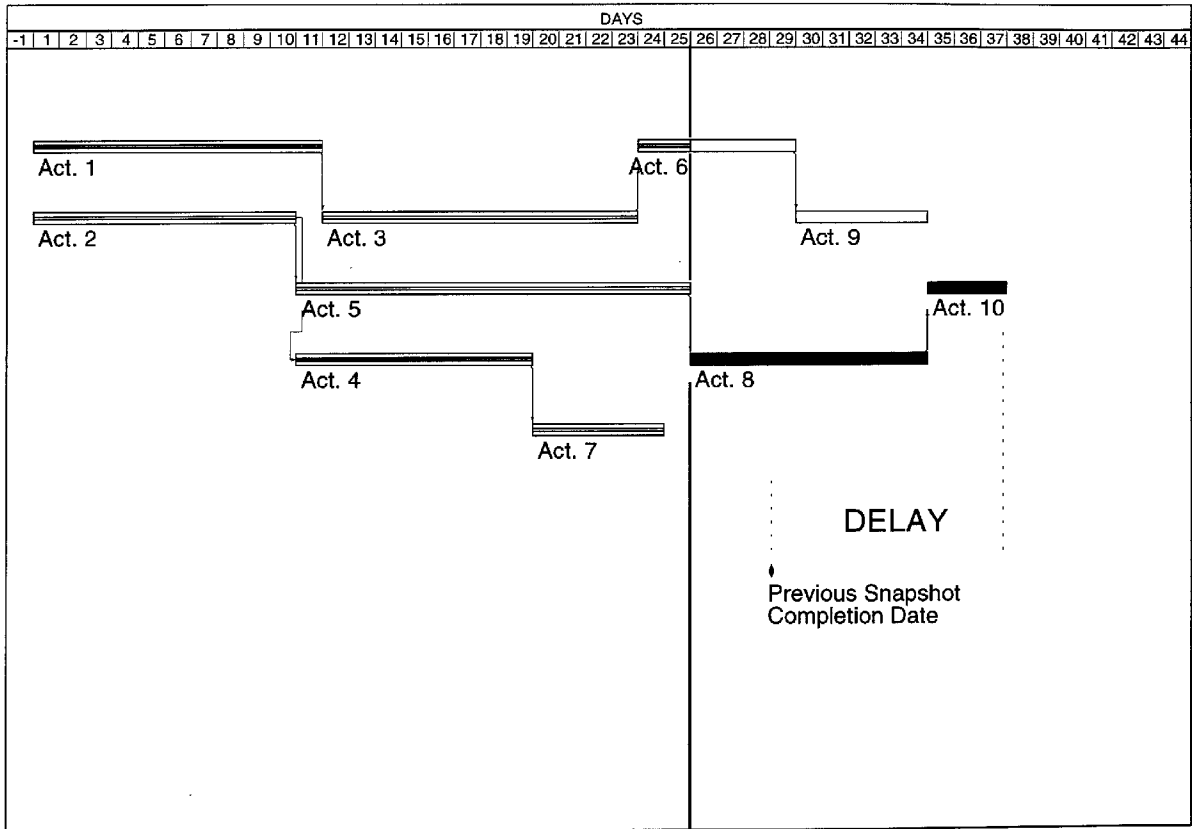 DAYS
-1 1 2 3 4 5 6 7 8 9 10 11 12 13 14 15 16 17 18 19 20 21 22 23 24 25 26 27 28 29 30 31 32 33 34 35 36 37 38 39 40 41 42 43 44
Act. 1
Act. 6
Act. 2
Act. 3
Act. 9
Act. 5
Act. 10
Act. 4
Act. 8
Act. 7
DELAY
Previous Snapshot
Completion Date